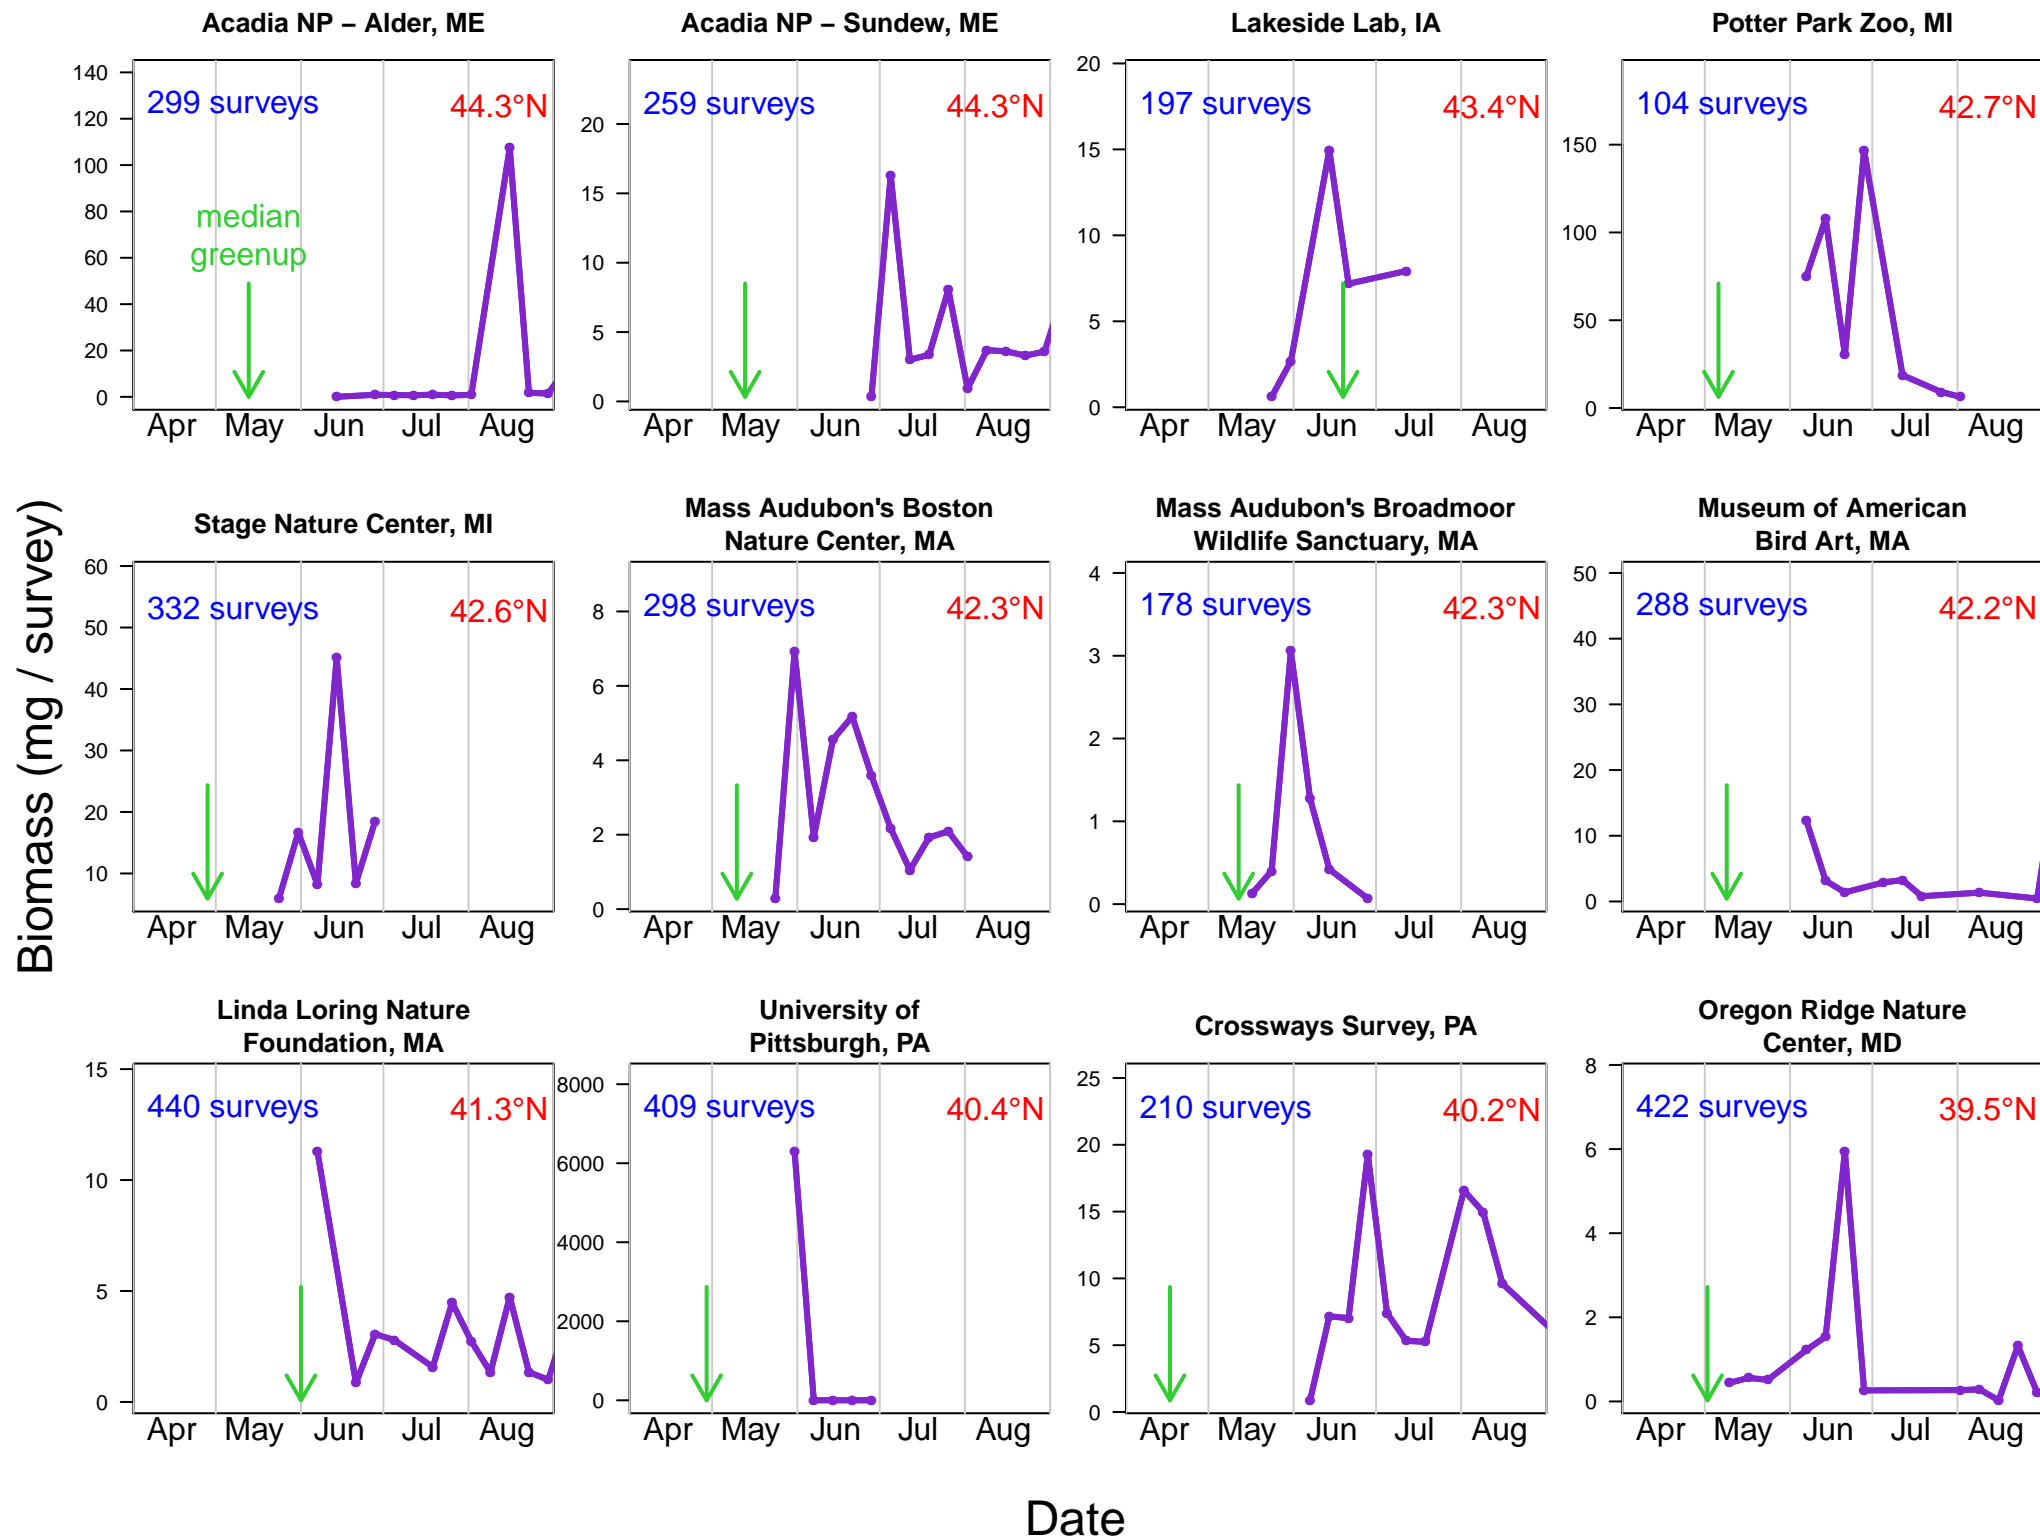 Acadia NP – Alder, ME
140
120
100
80
60
40
20
0
299 surveys
44.3°N
median
greenup
Apr May Jun Jul Aug
Acadia NP – Sundew, ME
20
15
10
5
0
259 surveys
44.3°N
Apr May Jun Jul Aug
Lakeside Lab, IA
20
15
10
5
0
197 surveys
43.4°N
Apr May Jun Jul Aug
Potter Park Zoo, MI
150
100
50
0
104 surveys
42.7°N
Apr May Jun Jul Aug
Biomass (mg / survey)
Stage Nature Center, MI
60
50
40
30
20
10
332 surveys
42.6°N
Apr May Jun Jul Aug
Mass Audubon's Boston
Nature Center, MA
8
6
4
2
0
298 surveys
42.3°N
Apr May Jun Jul Aug
Mass Audubon's Broadmoor
Wildlife Sanctuary, MA
4
3
2
1
0
178 surveys
42.3°N
Apr May Jun Jul Aug
Museum of American
Bird Art, MA
50
40
30
20
10
0
288 surveys
42.2°N
Apr May Jun Jul Aug
Linda Loring Nature
Foundation, MA
15
10
5
0
440 surveys
41.3°N
Apr May Jun Jul Aug
University of
Pittsburgh, PA
8000
6000
4000
2000
0
409 surveys
40.4°N
Apr May Jun Jul Aug
Crossways Survey, PA
25
20
15
10
5
0
210 surveys
40.2°N
Apr May Jun Jul Aug
Oregon Ridge Nature
Center, MD
8
6
4
2
0
422 surveys
39.5°N
Apr May Jun Jul Aug
Date